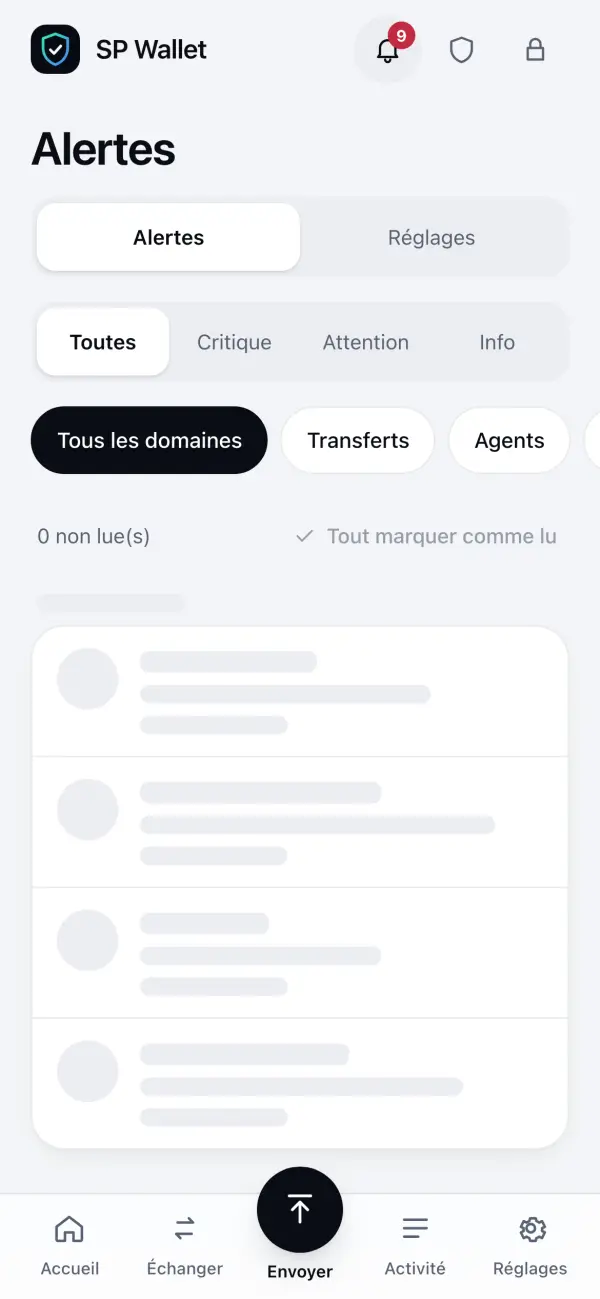 SP Wallet
9
Alertes
Alertes Réglages
Toutes Critique Attention Info
Tous les domaines Transferts Agents
0 non lue(s) Tout marquer comme lu
Accueil Échanger Envoyer Activité Réglages